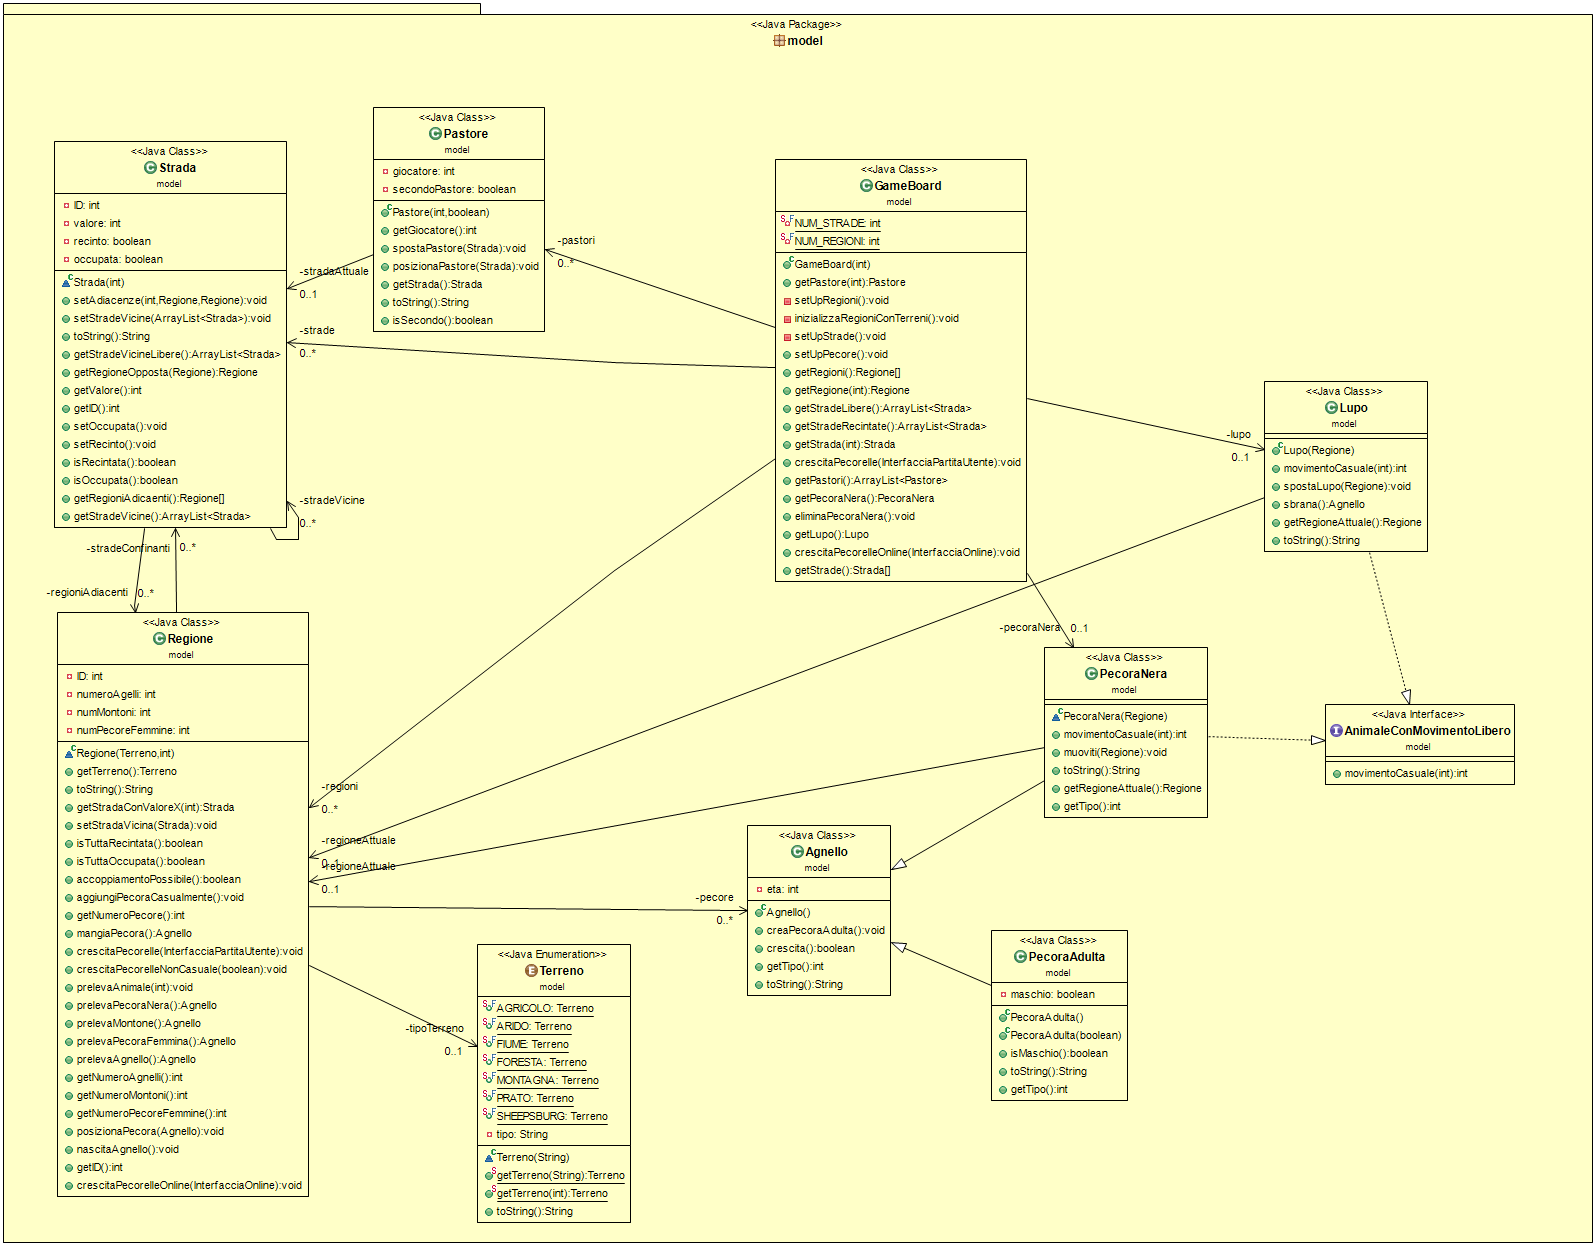 <<Java Package>>
model
<<Java Class>>
Pastore
model
giocatore: int
secondoPastore: boolean
Pastore(int,boolean)
getGiocatore():int
spostaPastore(Strada):void
posizionaPastore(Strada):void
getStrada():Strada
toString():String
isSecondo():boolean
<<Java Class>>
Strada
model
ID: int
valore: int
recinto: boolean
occupata: boolean
Strada(int)
setAdiacenze(int,Regione,Regione):void
setStradeVicine(ArrayList<Strada>):void
toString():String
getStradeVicineLibere():ArrayList<Strada>
getRegioneOpposta(Regione):Regione
getValore():int
getID():int
setOccupata():void
setRecinto():void
isRecintata():boolean
isOccupata():boolean
getRegioniAdicaenti():Regione[]
getStradeVicine():ArrayList<Strada>
<<Java Class>>
GameBoard
model
NUM_STRADE: int
NUM_REGIONI: int
GameBoard(int)
getPastore(int):Pastore
setUpRegioni():void
inizializzaRegioniConTerreni():void
setUpStrade():void
setUpPecore():void
getRegioni():Regione[]
getRegione(int):Regione
getStradeLibere():ArrayList<Strada>
getStradeRecintate():ArrayList<Strada>
getStrada(int):Strada
crescitaPecorelle(InterfacciaPartitaUtente):void
getPastori():ArrayList<Pastore>
getPecoraNera():PecoraNera
eliminaPecoraNera():void
getLupo():Lupo
crescitaPecorelleOnline(InterfacciaOnline):void
getStrade():Strada[]
-pastori
0..*
-stradaAttuale
0..1
-strade
0..*
-stradeVicine
0..*
-stradeConfinanti
0..*
-regioniAdiacenti
0..*
<<Java Class>>
Lupo
model
Lupo(Regione)
movimentoCasuale(int):int
spostaLupo(Regione):void
sbrana():Agnello
getRegioneAttuale():Regione
toString():String
-lupo
0..1
-pecoraNera
0..1
<<Java Class>>
Regione
model
ID: int
numeroAgelli: int
numMontoni: int
numPecoreFemmine: int
Regione(Terreno,int)
getTerreno():Terreno
toString():String
getStradaConValoreX(int):Strada
setStradaVicina(Strada):void
isTuttaRecintata():boolean
isTuttaOccupata():boolean
accoppiamentoPossibile():boolean
aggiungiPecoraCasualmente():void
getNumeroPecore():int
mangiaPecora():Agnello
crescitaPecorelle(InterfacciaPartitaUtente):void
crescitaPecorelleNonCasuale(boolean):void
prelevaAnimale(int):void
prelevaPecoraNera():Agnello
prelevaMontone():Agnello
prelevaPecoraFemmina():Agnello
prelevaAgnello():Agnello
getNumeroAgnelli():int
getNumeroMontoni():int
getNumeroPecoreFemmine():int
posizionaPecora(Agnello):void
nascitaAgnello():void
getID():int
crescitaPecorelleOnline(InterfacciaOnline):void
<<Java Class>>
PecoraNera
model
PecoraNera(Regione)
movimentoCasuale(int):int
muoviti(Regione):void
toString():String
getRegioneAttuale():Regione
getTipo():int
<<Java Interface>>
AnimaleConMovimentoLibero
model
movimentoCasuale(int):int
-regioni
0..*
-regioneAttuale
0..1
-regioneAttuale
0..1
-pecore
0..*
<<Java Class>>
Agnello
model
eta: int
Agnello()
creaPecoraAdulta():void
crescita():boolean
getTipo():int
toString():String
<<Java Class>>
PecoraAdulta
model
maschio: boolean
PecoraAdulta()
PecoraAdulta(boolean)
isMaschio():boolean
toString():String
getTipo():int
-tipoTerreno
0..1
<<Java Enumeration>>
Terreno
model
AGRICOLO: Terreno
ARIDO: Terreno
FIUME: Terreno
FORESTA: Terreno
MONTAGNA: Terreno
PRATO: Terreno
SHEEPSBURG: Terreno
tipo: String
Terreno(String)
getTerreno(String):Terreno
getTerreno(int):Terreno
toString():String